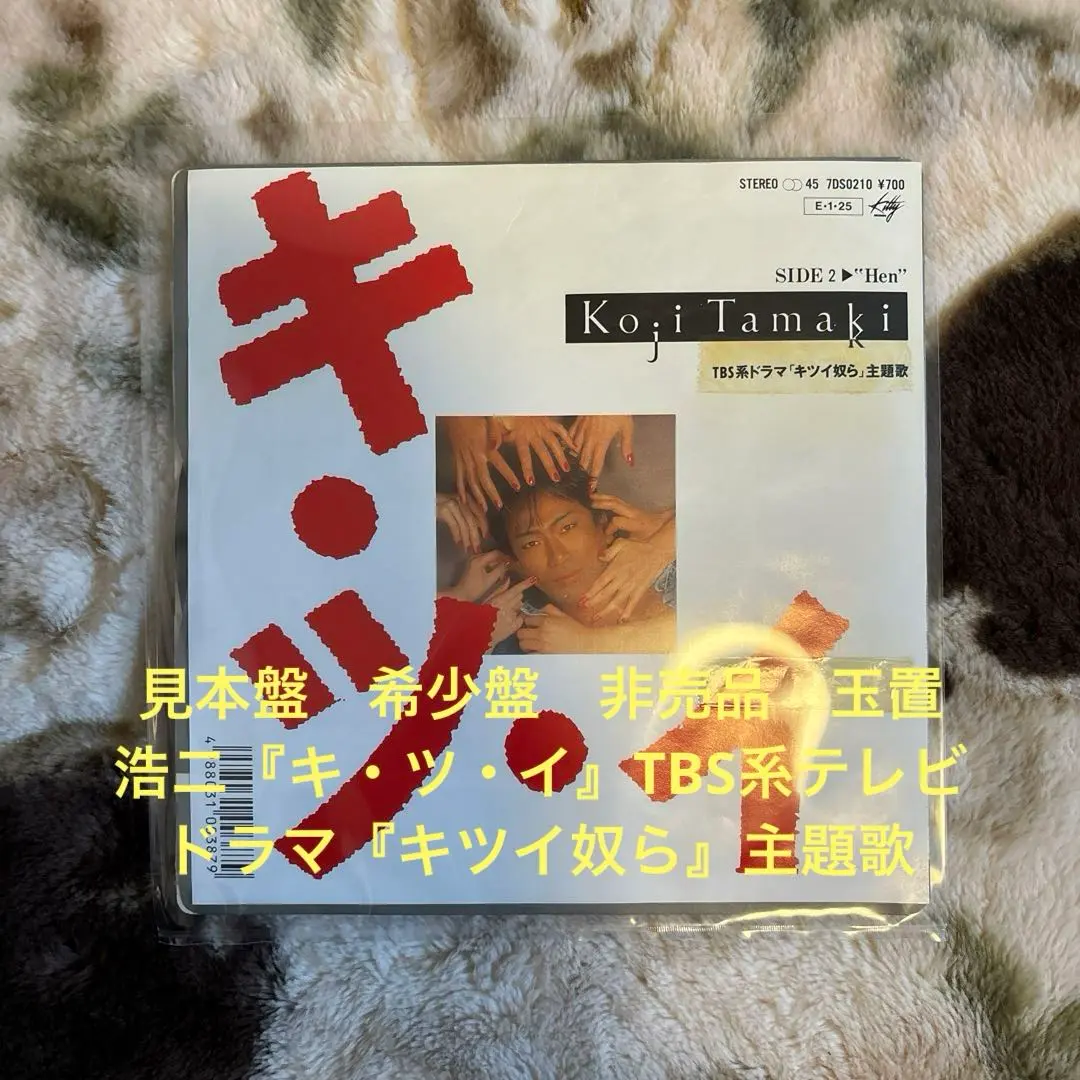 STEREO 45 7DS0210 ¥700
E・1・25 Kitty
SIDE 2▶"Hen"
Koji Tamaki
TBS系ドラマ「キツイ奴ら」主題歌
キ・ツ・イ
見本盤 希少盤 非売品 玉置
浩二『キ・ツ・イ』TBS系テレビ
ドラマ『キツイ奴ら』主題歌